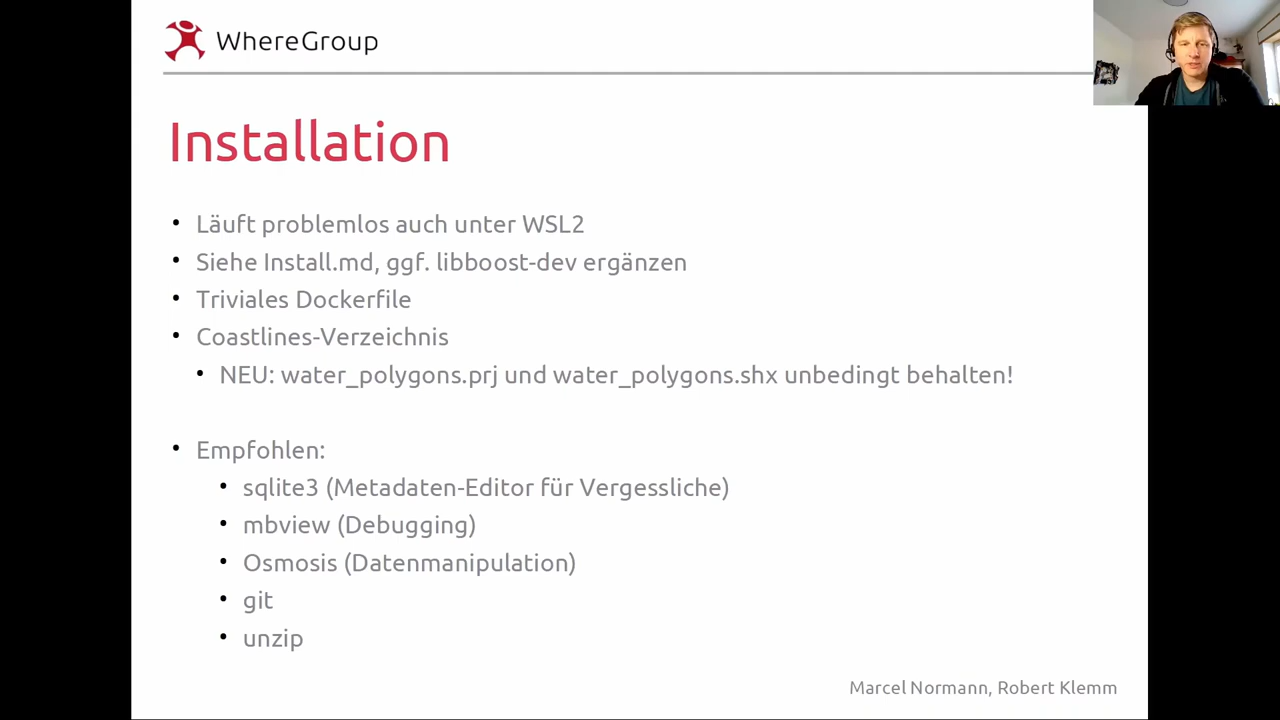 WhereGroup
Installation
• Läuft problemlos auch unter WSL2
• Siehe Install.md, ggf. libboost-dev ergänzen
• Triviales Dockerfile
• Coastlines-Verzeichnis
• NEU: water_polygons.prj und water_polygons.shx unbedingt behalten!
• Empfohlen:
• sqlite3 (Metadaten-Editor für Vergessliche)
• mbview (Debugging)
• Osmosis (Datenmanipulation)
• git
• unzip
Marcel Normann, Robert Klemm